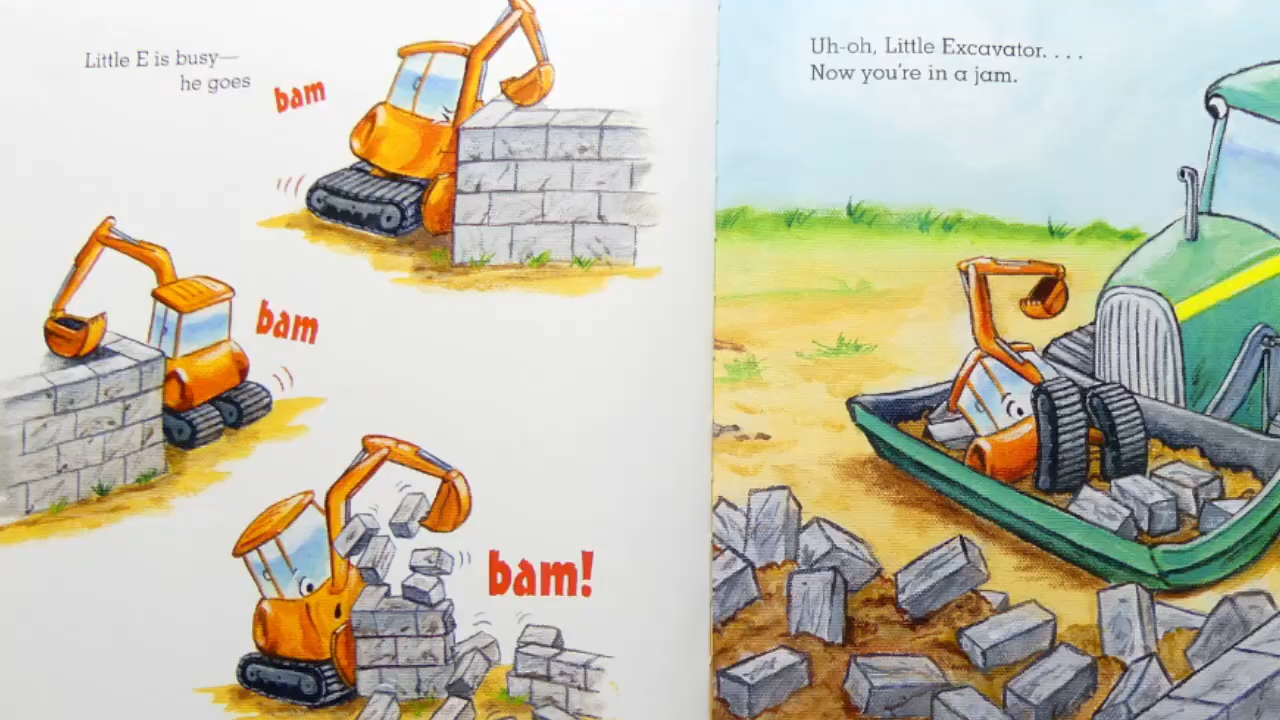 Little E is busy—
he goes
bam
bam
bam!
Uh-oh, Little Excavator. . . .
Now you're in a jam.